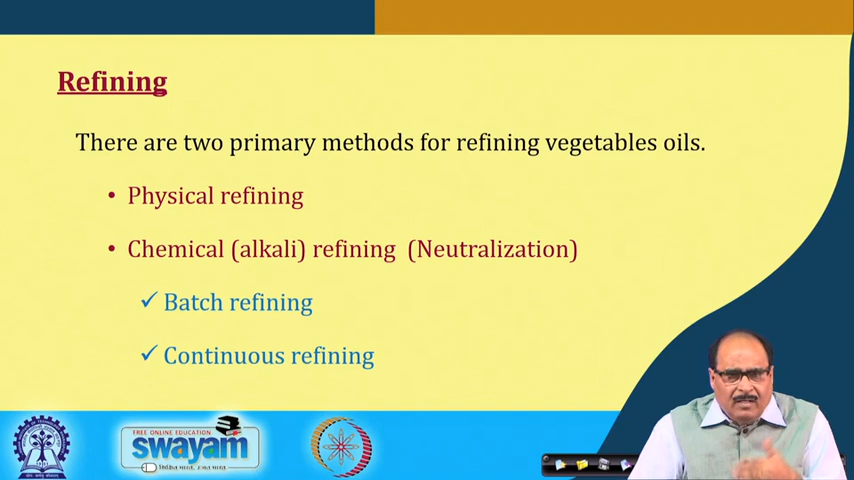 Refining
There are two primary methods for refining vegetables oils.
• Physical refining
• Chemical (alkali) refining (Neutralization)
✓ Batch refining
✓ Continuous refining
FREE ONLINE EDUCATION
swayam